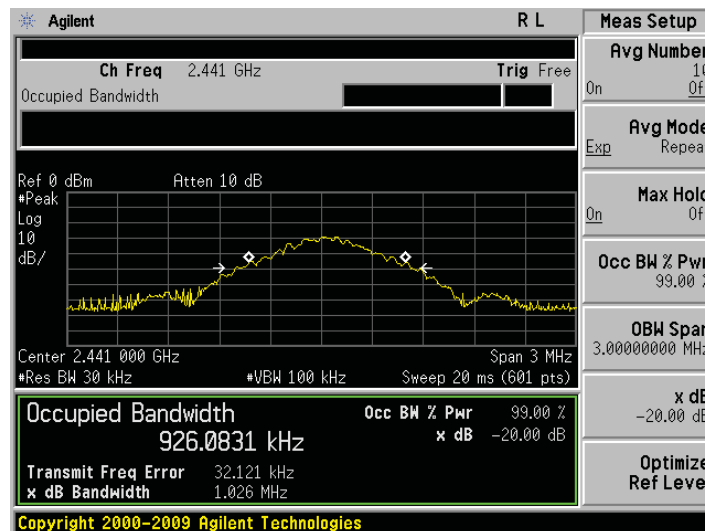 Agilent R L Meas Setup
Ch Freq 2.441 GHz Trig Free
Occupied Bandwidth
Avg Number
On
Avg Mode
Exp
Max Hold
On
Occ BW % Pwr
99.00 %
OBW Span
3.00000000 MHz
x dB
-20.00 dB
Optimize
Ref Level
Ref 0 dBm Atten 10 dB
#Peak
Log
10
dB/
Center 2.441 000 GHz Span 3 MHz
#Res BW 30 kHz #VBW 100 kHz Sweep 20 ms (601 pts)
Occupied Bandwidth Occ BW % Pwr 99.00 %
926.0831 kHz x dB -20.00 dB
Transmit Freq Error 32.121 kHz
x dB Bandwidth 1.026 MHz
Copyright 2000-2009 Agilent Technologies